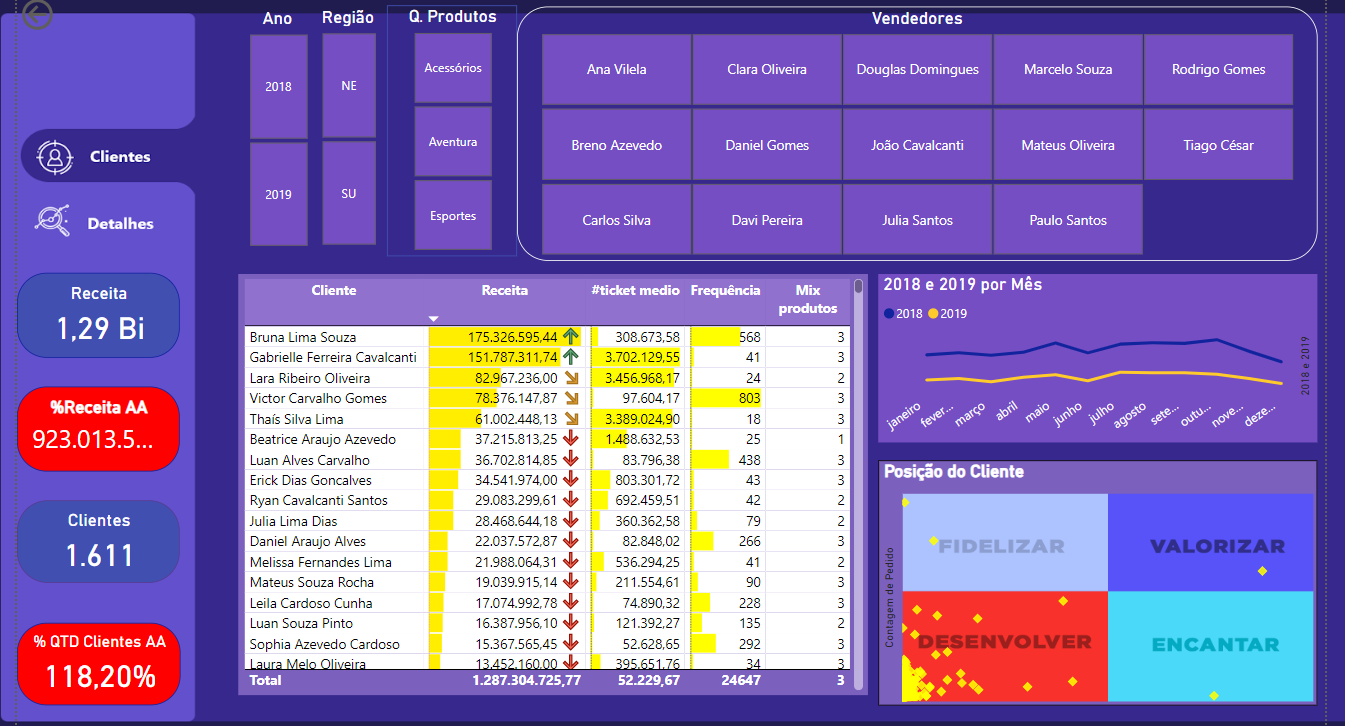 Ano
Região
Q. Produtos
Vendedores
2018
2019
NE
SU
Acessórios
Aventura
Esportes
Ana Vilela
Clara Oliveira
Douglas Domingues
Marcelo Souza
Rodrigo Gomes
Breno Azevedo
Daniel Gomes
João Cavalcanti
Mateus Oliveira
Tiago César
Carlos Silva
Davi Pereira
Julia Santos
Paulo Santos
Clientes
Detalhes
Receita
1,29 Bi
%Receita AA
923.013.5...
Clientes
1.611
% QTD Clientes AA
118,20%
Cliente Receita #ticket medio Frequência Mix produtos
Bruna Lima Souza 175.326.595,44 308.673,58 568 3
Gabrielle Ferreira Cavalcanti 151.787.311,74 3.702.129,55 41 3
Lara Ribeiro Oliveira 82.967.236,00 3.456.968,17 24 2
Victor Carvalho Gomes 78.376.147,87 97.604,17 803 3
Thaís Silva Lima 61.002.448,13 3.389.024,90 18 3
Beatrice Araujo Azevedo 37.215.813,25 1.488.632,53 25 1
Luan Alves Carvalho 36.702.814,85 83.796,38 438 3
Erick Dias Goncalves 34.541.974,00 803.301,72 43 3
Ryan Cavalcanti Santos 29.083.299,61 692.459,51 42 2
Julia Lima Dias 28.468.644,18 360.362,58 79 2
Daniel Araujo Alves 22.037.572,87 82.848,02 266 3
Melissa Fernandes Lima 21.988.064,31 536.294,25 41 2
Mateus Souza Rocha 19.039.915,14 211.554,61 90 3
Leila Cardoso Cunha 17.074.992,78 74.890,32 228 3
Luan Souza Pinto 16.387.956,10 121.392,27 135 2
Sophia Azevedo Cardoso 15.367.565,45 52.628,65 292 3
Laura Melo Oliveira 13.452.160,00 395.651,76 34 3
Total 1.287.304.725,77 52.229,67 24647 3
2018 e 2019 por Mês
2018 2019
2018 e 2019
janeiro
fever...
março
abril
maio
junho
julho
agosto
sete...
outu...
nove...
deze...
Posição do Cliente
Contagem de Pedido
FIDELIZAR
VALORIZAR
DESENVOLVER
ENCANTAR